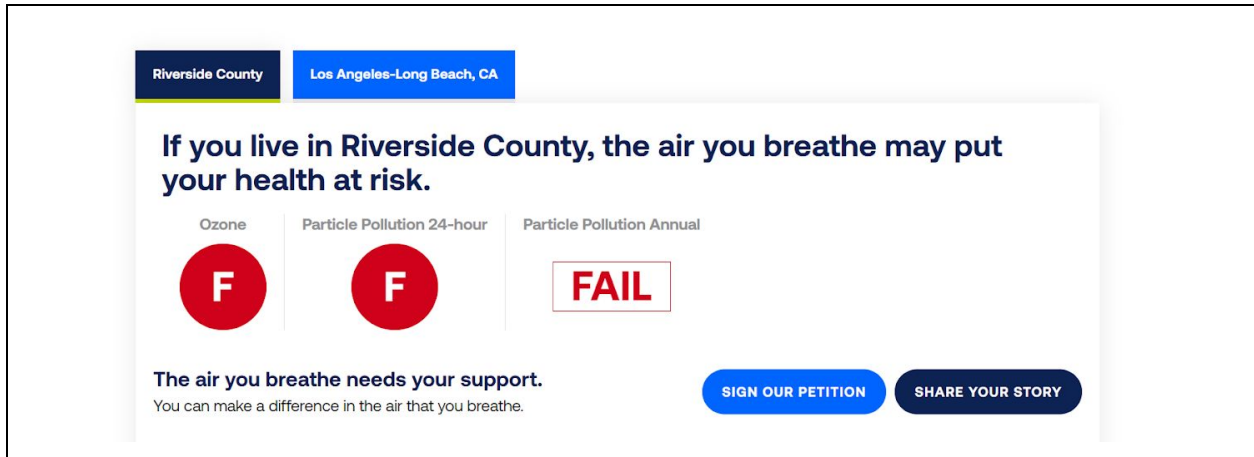 Riverside County
Los Angeles-Long Beach, CA
If you live in Riverside County, the air you breathe may put
your health at risk.
Ozone
Particle Pollution 24-hour
Particle Pollution Annual
F
F
FAIL
The air you breathe needs your support.
You can make a difference in the air that you breathe.
SIGN OUR PETITION
SHARE YOUR STORY